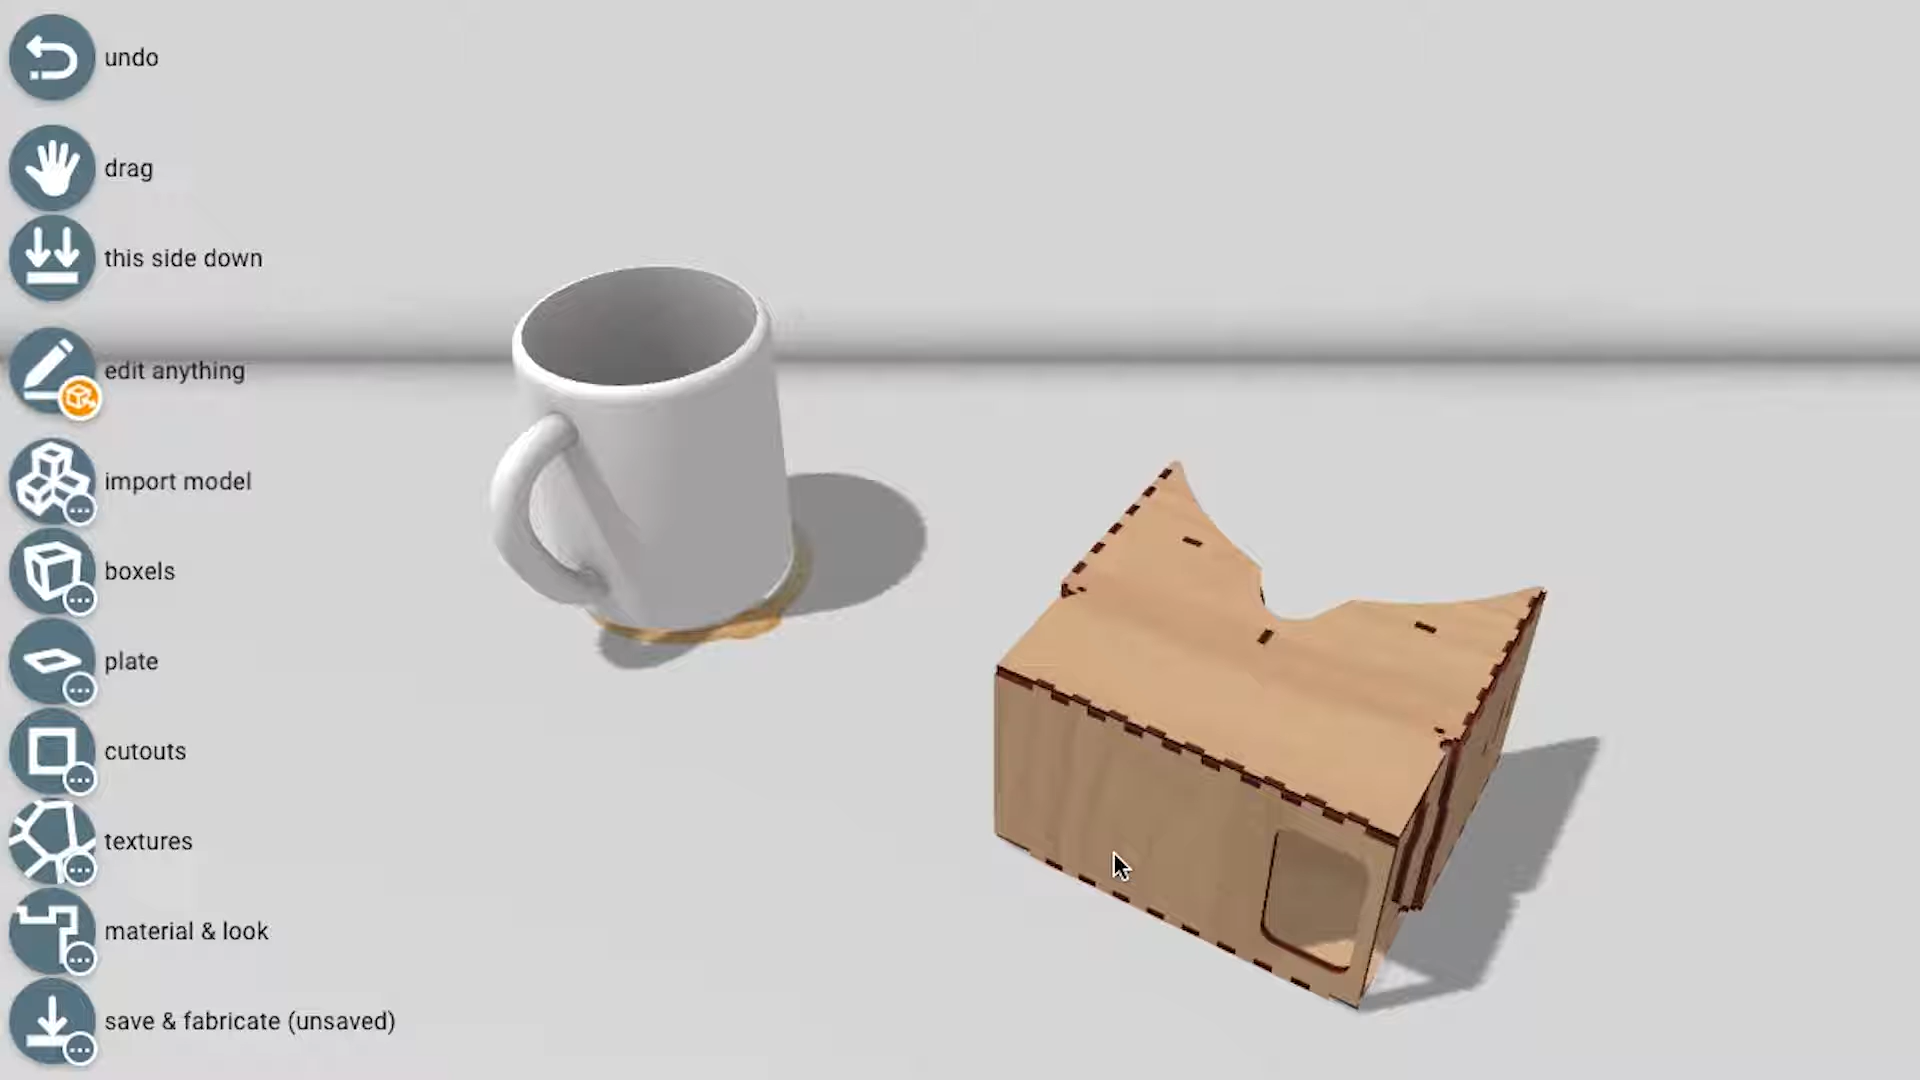 undo
drag
this side down
edit anything
import model
boxels
plate
cutouts
textures
material & look
save & fabricate (unsaved)